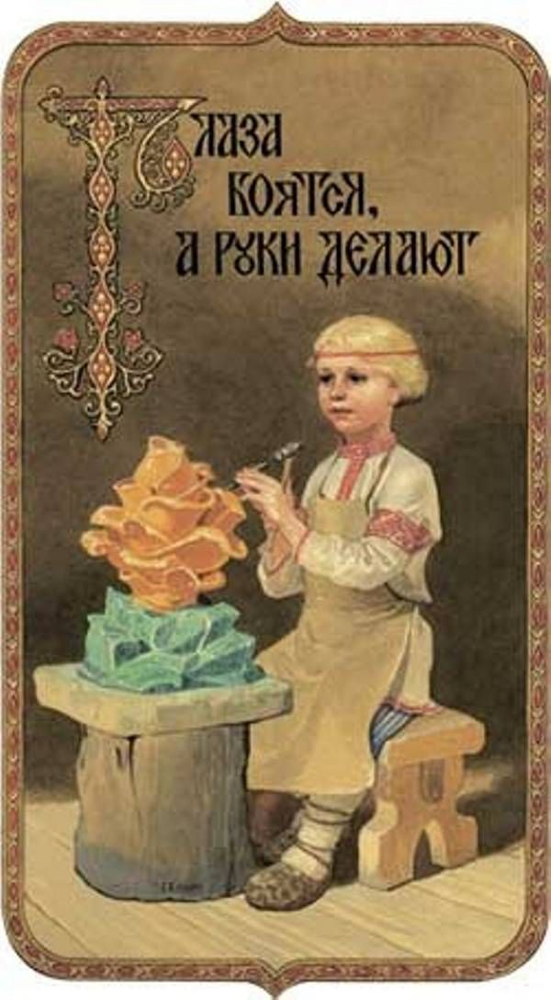 Глаза
боятся,
а руки делают